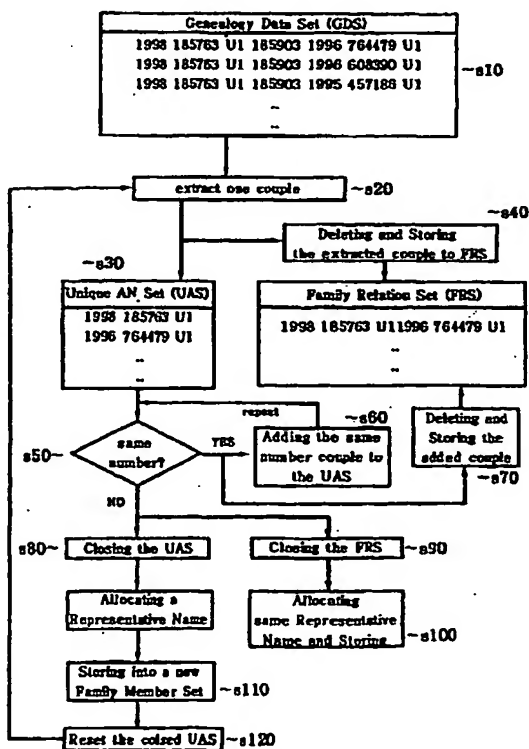 Genealogy Data Set (GDS)
1998 185763 U1 185903 1996 764479 U1
1998 185763 U1 185903 1996 608390 U1
1998 185763 U1 185903 1995 457186 U1
..
..
~s10
extract one couple
~s20
~s40
Deleting and Storing
the extracted couple to FRS
~s30
Unique AN Set (UAS)
1998 185763 U1
1996 764479 U1
..
..
Family Relation Set (FRS)
1998 185763 U11996 764479 U1
..
..
repeat
~s60
s50~
same
number?
YES
Adding the same
number couple to
the UAS
Deleting and
Storing the
added couple
~s70
NO
s80~
Closing the UAS
Closing the FRS
~s90
Allocating a
Representative Name
Allocating
same Representative
Name and Storing
~s100
Storing into a new
Family Member Set
~s110
Reset the colsed UAS
~s120